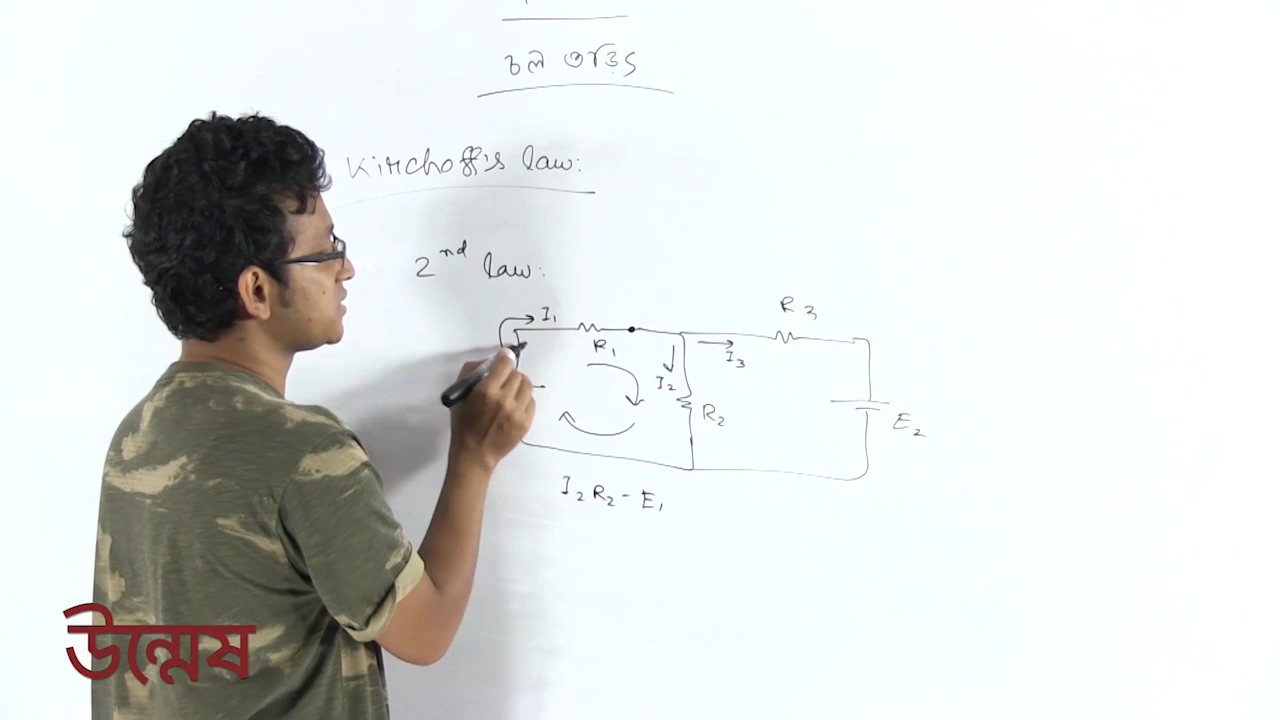 চল তড়িৎ
Kirchoff's law:
2nd law:
I1
R1
I2
R2
I3
R3
E2
I2 R2 - E1
উন্মেষ